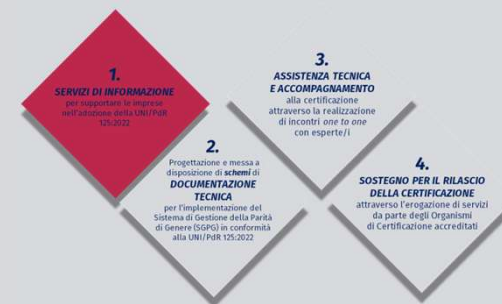 1.
SERVIZI DI INFORMAZIONE
per supportare le imprese
nell'adozione della UNI/PdR
125:2022
2.
Progettazione e messa a
disposizione di schemi di
DOCUMENTAZIONE
TECNICA
per l'implementazione del
Sistema di Gestione della Parità
di Genere (SGPG) in conformità
alla UNI/PdR 125:2022
3.
ASSISTENZA TECNICA
E ACCOMPAGNAMENTO
alla certificazione
attraverso la realizzazione
di incontri one to one
con esperte/i
4.
SOSTEGNO PER IL RILASCIO
DELLA CERTIFICAZIONE
attraverso l'erogazione di servizi
da parte degli Organismi
di Certificazione accreditati